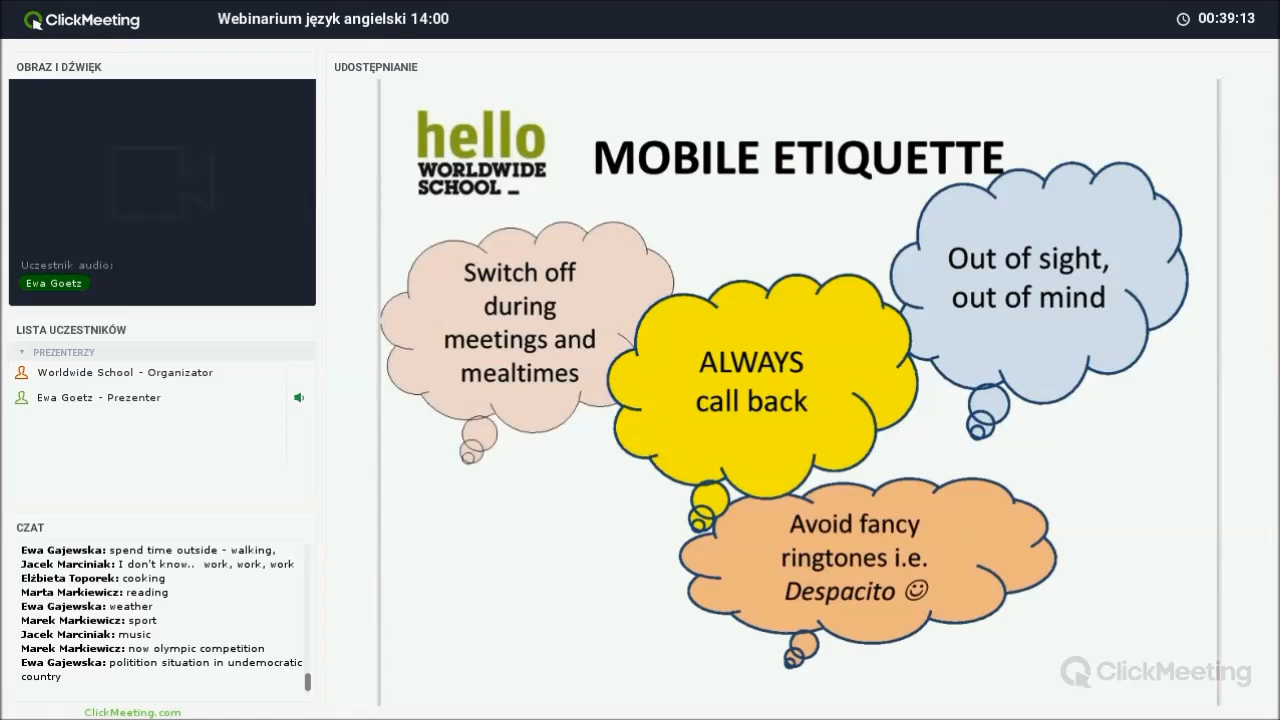 ClickMeeting
Webinarium język angielski 14:00
00:39:13
OBRAZ I DŹWIĘK
Uczestnik audio:
Ewa Goetz
LISTA UCZESTNIKÓW
PREZENTERZY
Worldwide School - Organizator
Ewa Goetz - Prezenter
CZAT
Ewa Gajewska: spend time outside - walking,
Jacek Marciniak: I don't know.. work, work, work
Elżbieta Toporek: cooking
Marta Markiewicz: reading
Ewa Gajewska: weather
Marek Markiewicz: sport
Jacek Marciniak: music
Marek Markiewicz: now olympic competition
Ewa Gajewska: politition situation in undemocratic
country
ClickMeeting.com
UDOSTĘPNIANIE
hello
WORLDWIDE
SCHOOL _
MOBILE ETIQUETTE
Switch off
during
meetings and
mealtimes
ALWAYS
call back
Out of sight,
out of mind
Avoid fancy
ringtones i.e.
Despacito ☺
ClickMeeting